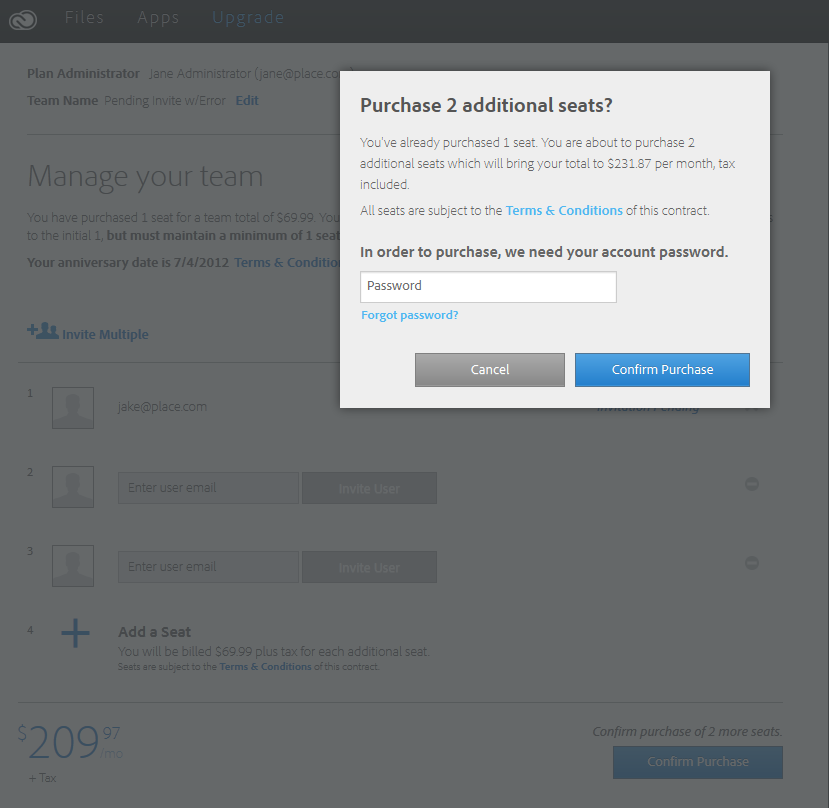 Files Apps Upgrade
Plan Administrator Jane Administrator (jane@place.co
Team Name Pending Invite w/Error Edit
Purchase 2 additional seats?
You've already purchased 1 seat. You are about to purchase 2
additional seats which will bring your total to $231.87 per month, tax
included.
All seats are subject to the Terms & Conditions of this contract.
In order to purchase, we need your account password.
Password
Forgot password?
Cancel Confirm Purchase
Manage your team
You have purchased 1 seat for a team total of $69.99. You
to the initial 1, but must maintain a minimum of 1 seat
Your anniversary date is 7/4/2012 Terms & Condition
Invite Multiple
1 jake@place.com Invitation Pending
2 Enter user email Invite User
3 Enter user email Invite User
4 Add a Seat
You will be billed $69.99 plus tax for each additional seat.
Seats are subject to the Terms & Conditions of this contract.
$209 97 /mo
+ Tax
Confirm purchase of 2 more seats.
Confirm Purchase